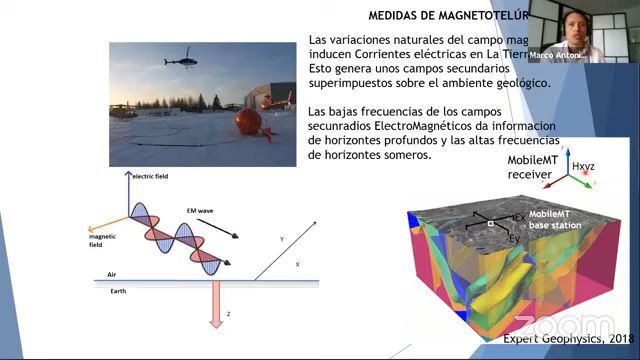 MEDIDAS DE MAGNETOTELÚR
Las variaciones naturales del campo mag
inducen Corrientes eléctricas en La Tierr
Esto genera unos campos secundarios
superimpuestos sobre el ambiente geológico.
Las bajas frecuencias de los campos
secunradios ElectroMagnéticos da informacion
de horizontes profundos y las altas frecuencias
de horizontes someros.
Marco Antoni...
electric field
magnetic
field
EM wave
Y
X
Air
Earth
Z
MobileMT
receiver
Hxyz
Ex
Ey
MobileMT
base station
zoom
Expert Geophysics, 2018